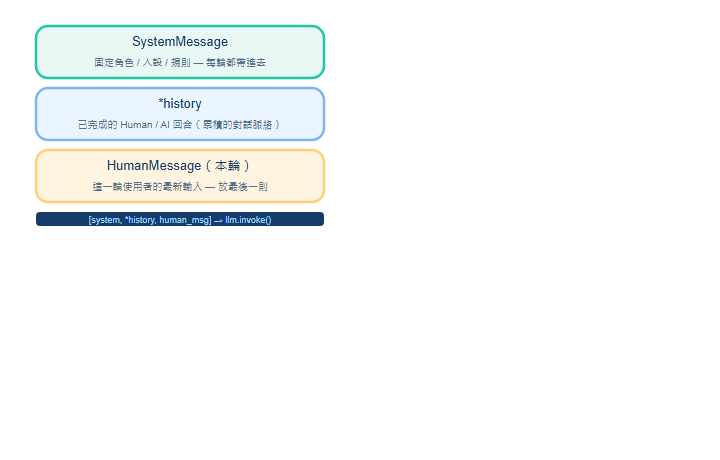 SystemMessage
固定角色 / 人設 / 規則 — 每輪都帶進去
*history
已完成的 Human / AI 回合（累積的對話脈絡）
HumanMessage（本輪）
這一輪使用者的最新輸入 — 放最後一則
[system, *history, human_msg] --> llm.invoke()